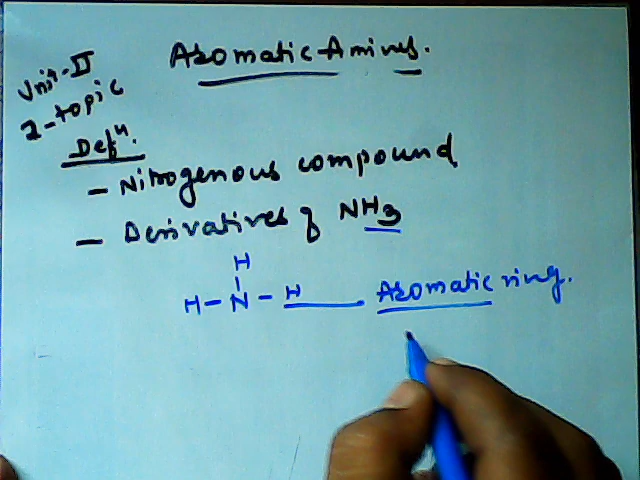 Aromatic Amines.
Unit-II
2-topic
Defn.
- Nitrogenous compound
- Derivatives of NH3
H
H-N-H Aromatic ring.